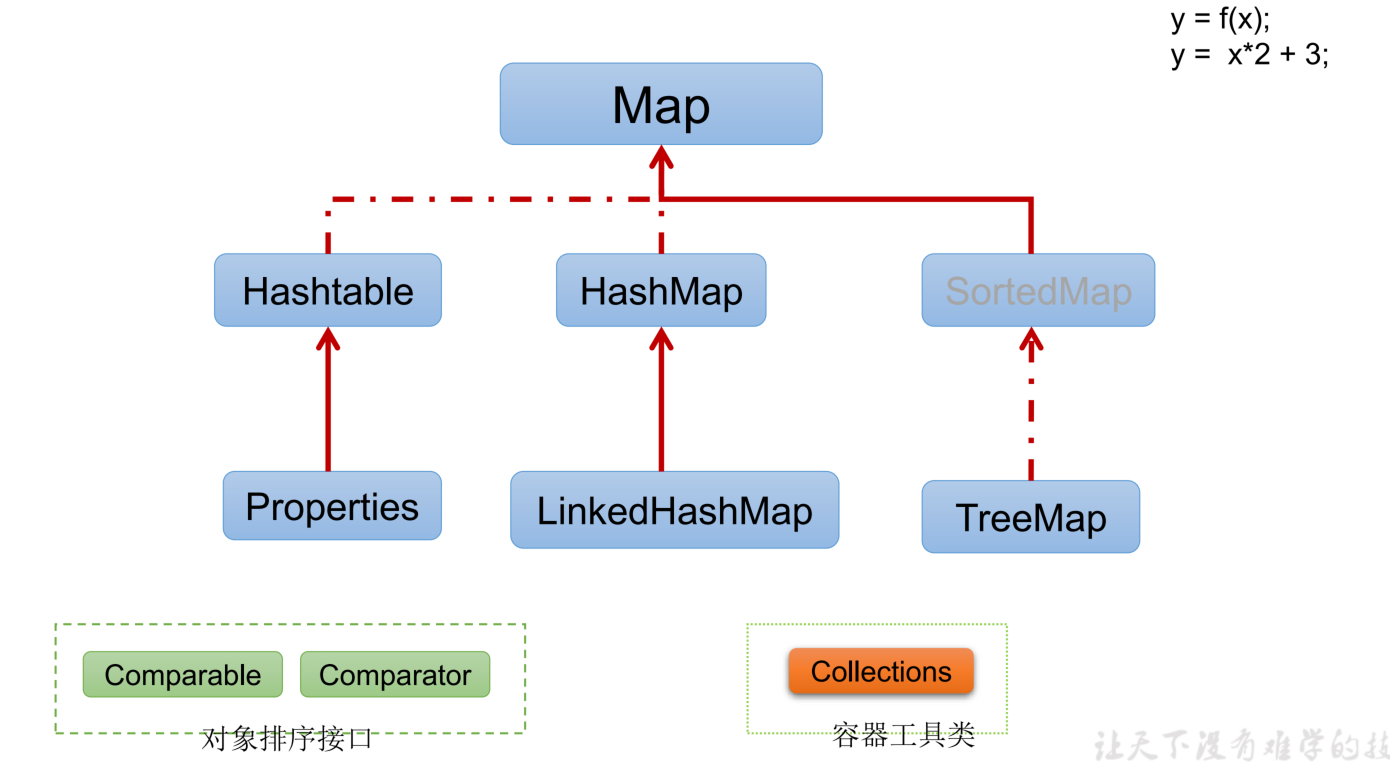 y = f(x);
y = x*2 + 3;
Map
Hashtable
HashMap
SortedMap
Properties
LinkedHashMap
TreeMap
Comparable
Comparator
对象排序接口
Collections
容器工具类
让天下没有难学的技